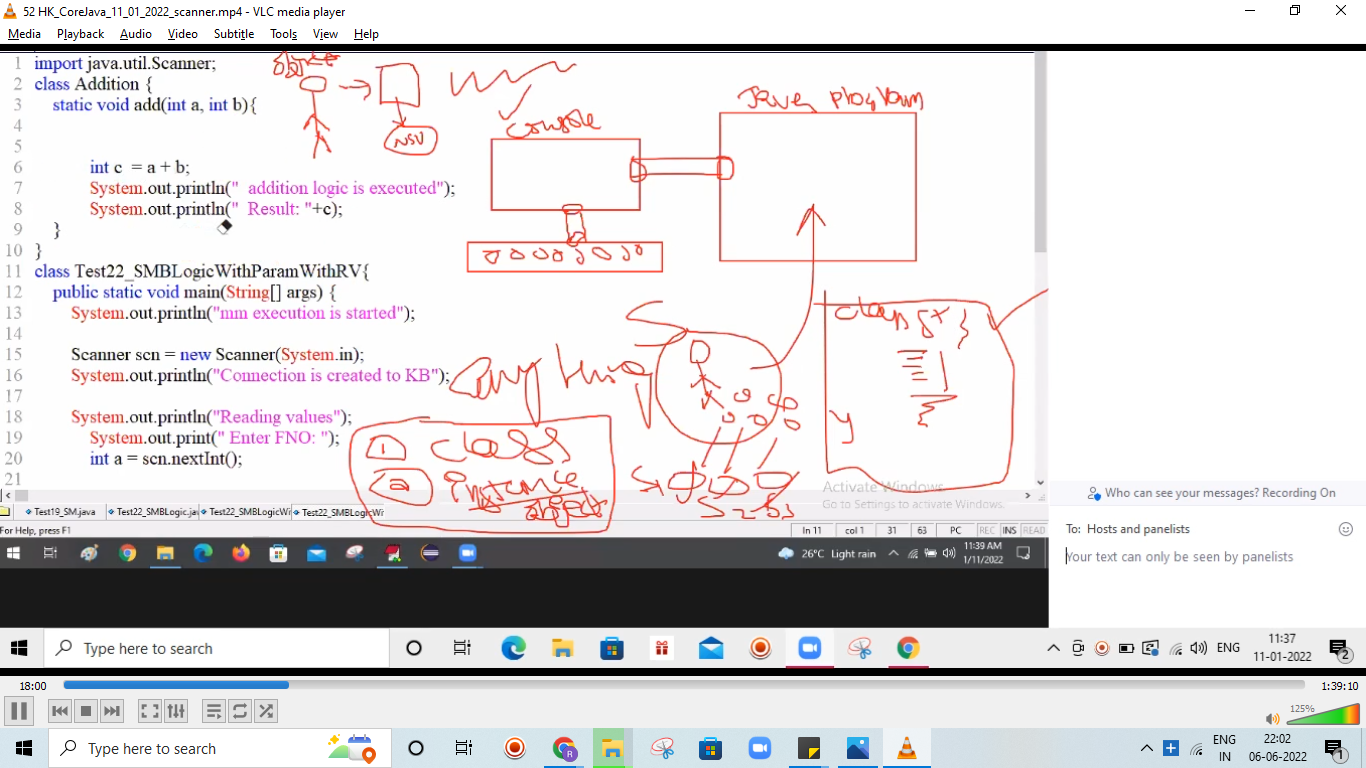 52 HK_CoreJava_11_01_2022_scanner.mp4 - VLC media player
Media Playback Audio Video Subtitle Tools View Help
1 import java.util.Scanner;
2 class Addition {
3 static void add(int a, int b){
4
5
6 int c = a + b;
7 System.out.println(" addition logic is executed");
8 System.out.println(" Result: "+c);
9 }
10 }
11 class Test22_SMBLogicWithParamWithRV{
12 public static void main(String[] args) {
13 System.out.println("mm execution is started");
14
15 Scanner scn = new Scanner(System.in);
16 System.out.println("Connection is created to KB");
17
18 System.out.println("Reading values");
19 System.out.print(" Enter FNO: ");
20 int a = scn.nextInt();
21
Console
Java program
class
anything
1 class
2 instance
object
S2 S3
Activate Windows
Go to Settings to activate Windows.
Test19_SM.java Test22_SMBLogic.ja Test22_SMBLogicWi Test22_SMBLogicWi
For Help, press F1
ln 11 col 1 31 63 PC REC INS READ
26°C Light rain
11:39 AM
1/11/2022
Who can see your messages? Recording On
To: Hosts and panelists
Your text can only be seen by panelists
Type here to search
ENG
11:37
11-01-2022
2
18:00
1:39:10
125%
Type here to search
ENG
IN
22:02
06-06-2022
1